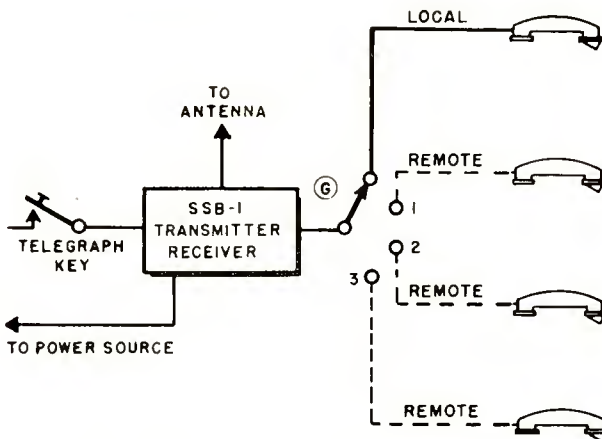 LOCAL
TO
ANTENNA
G
REMOTE
1
SSB-1
TRANSMITTER
RECEIVER
TELEGRAPH
KEY
2
3
REMOTE
TO POWER SOURCE
REMOTE